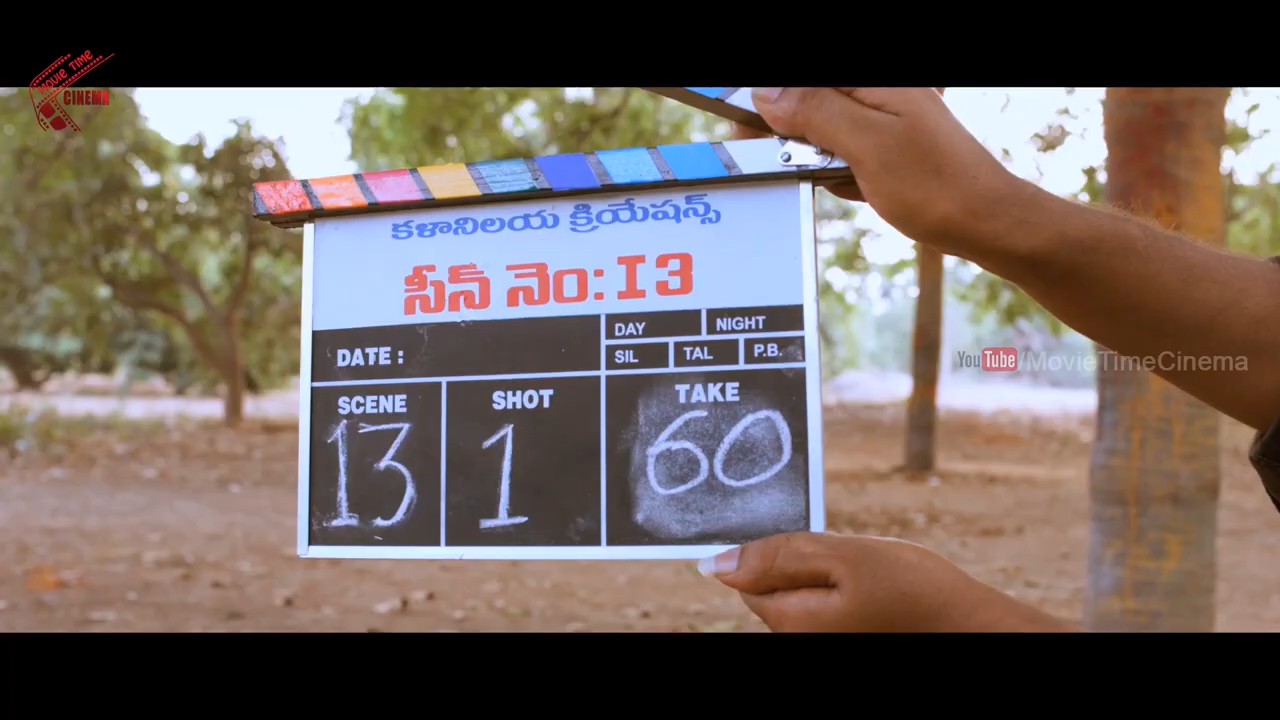 MOVIE TIME
CINEMA
కళానిలయ క్రియేషన్స్
సీన్ నెం:13
DAY
NIGHT
SIL
TAL
P.B.
DATE :
SCENE
SHOT
TAKE
13
1
60
YouTube/MovieTimeCinema